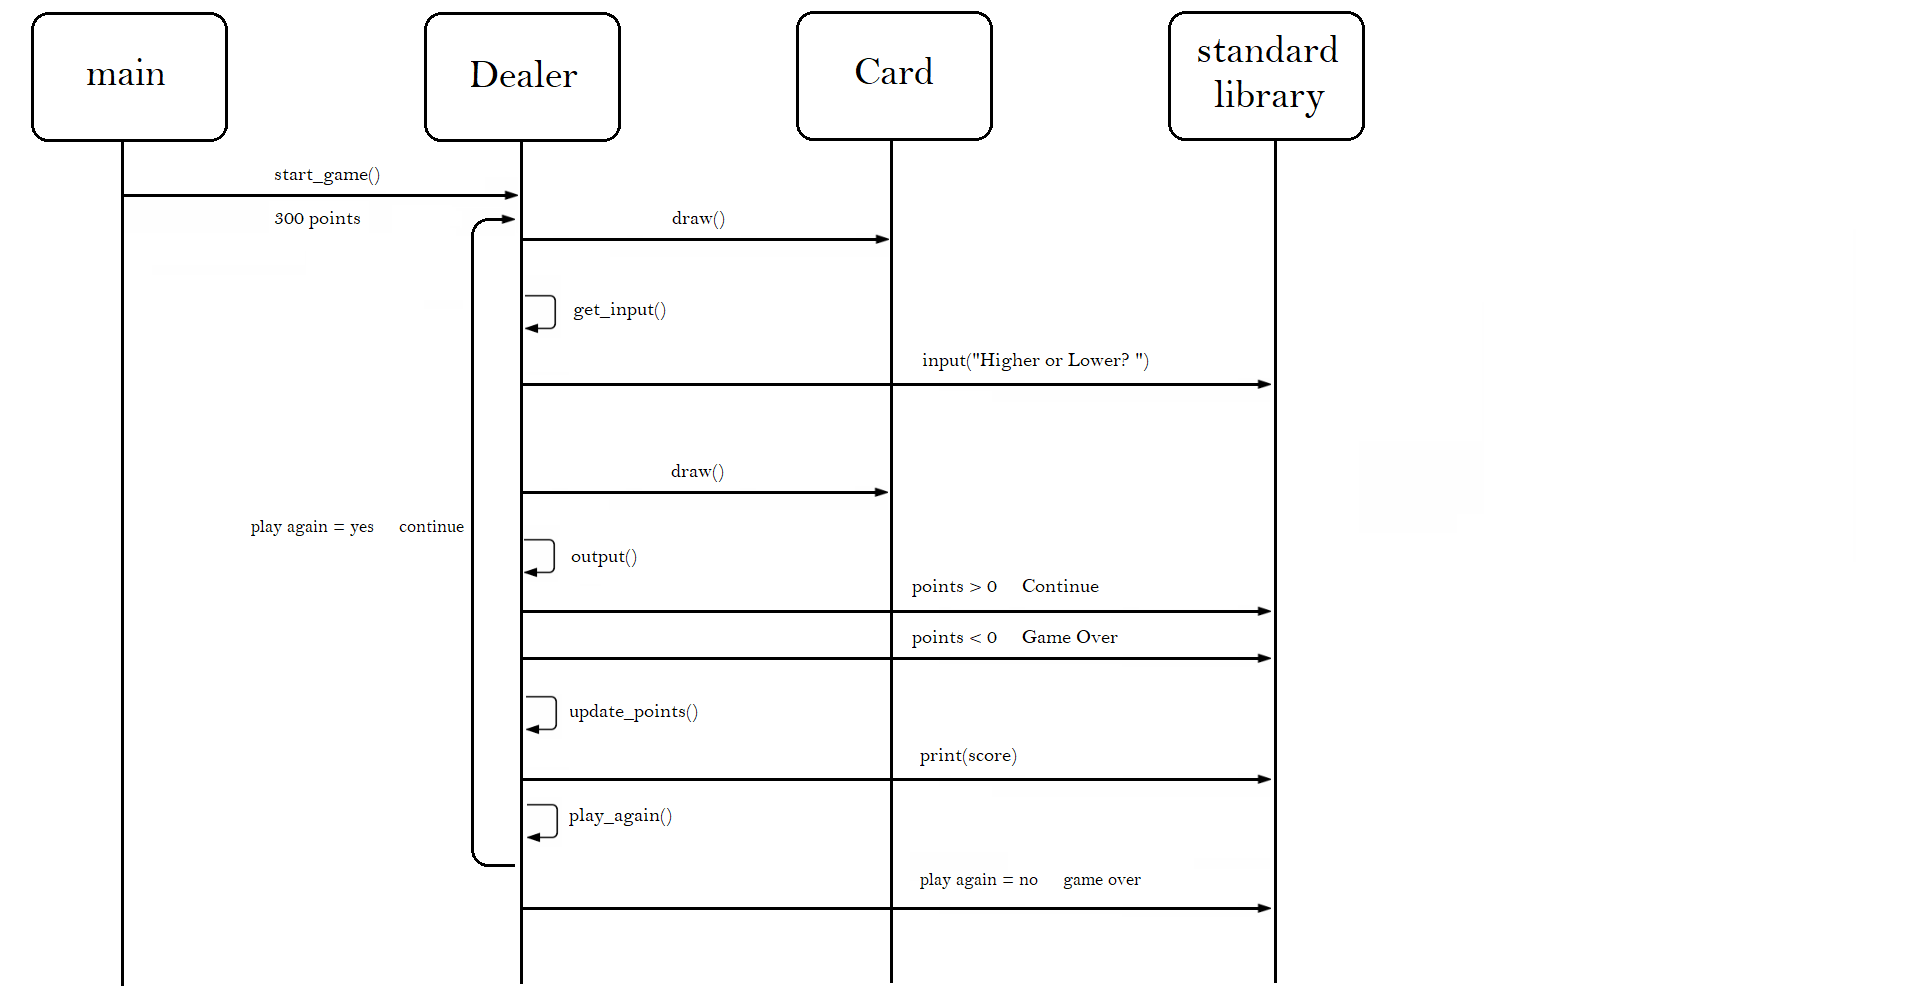 main
Dealer
Card
standard
library
start_game()
300 points
draw()
get_input()
input("Higher or Lower? ")
draw()
play again = yes continue
output()
points > 0 Continue
points < 0 Game Over
update_points()
print(score)
play_again()
play again = no game over